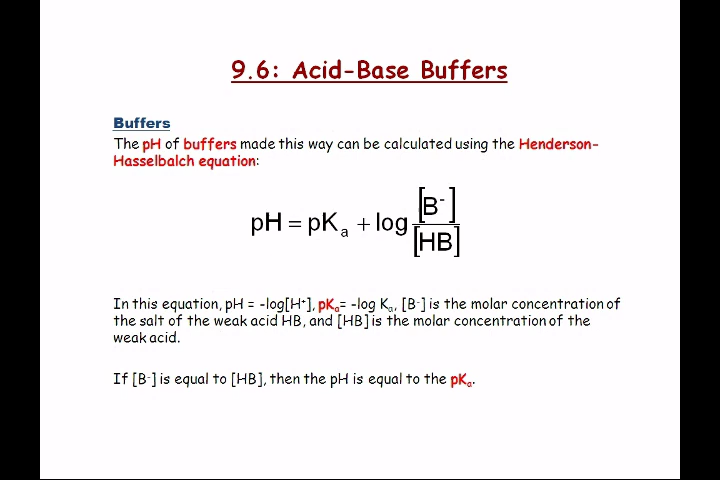 9.6: Acid-Base Buffers
Buffers
The pH of buffers made this way can be calculated using the Henderson-
Hasselbalch equation:
pH = pKₐ + log [B⁻] / [HB]
In this equation, pH = -log[H⁺], pKₐ= -log Kₐ, [B⁻] is the molar concentration of
the salt of the weak acid HB, and [HB] is the molar concentration of the
weak acid.
If [B⁻] is equal to [HB], then the pH is equal to the pKₐ.